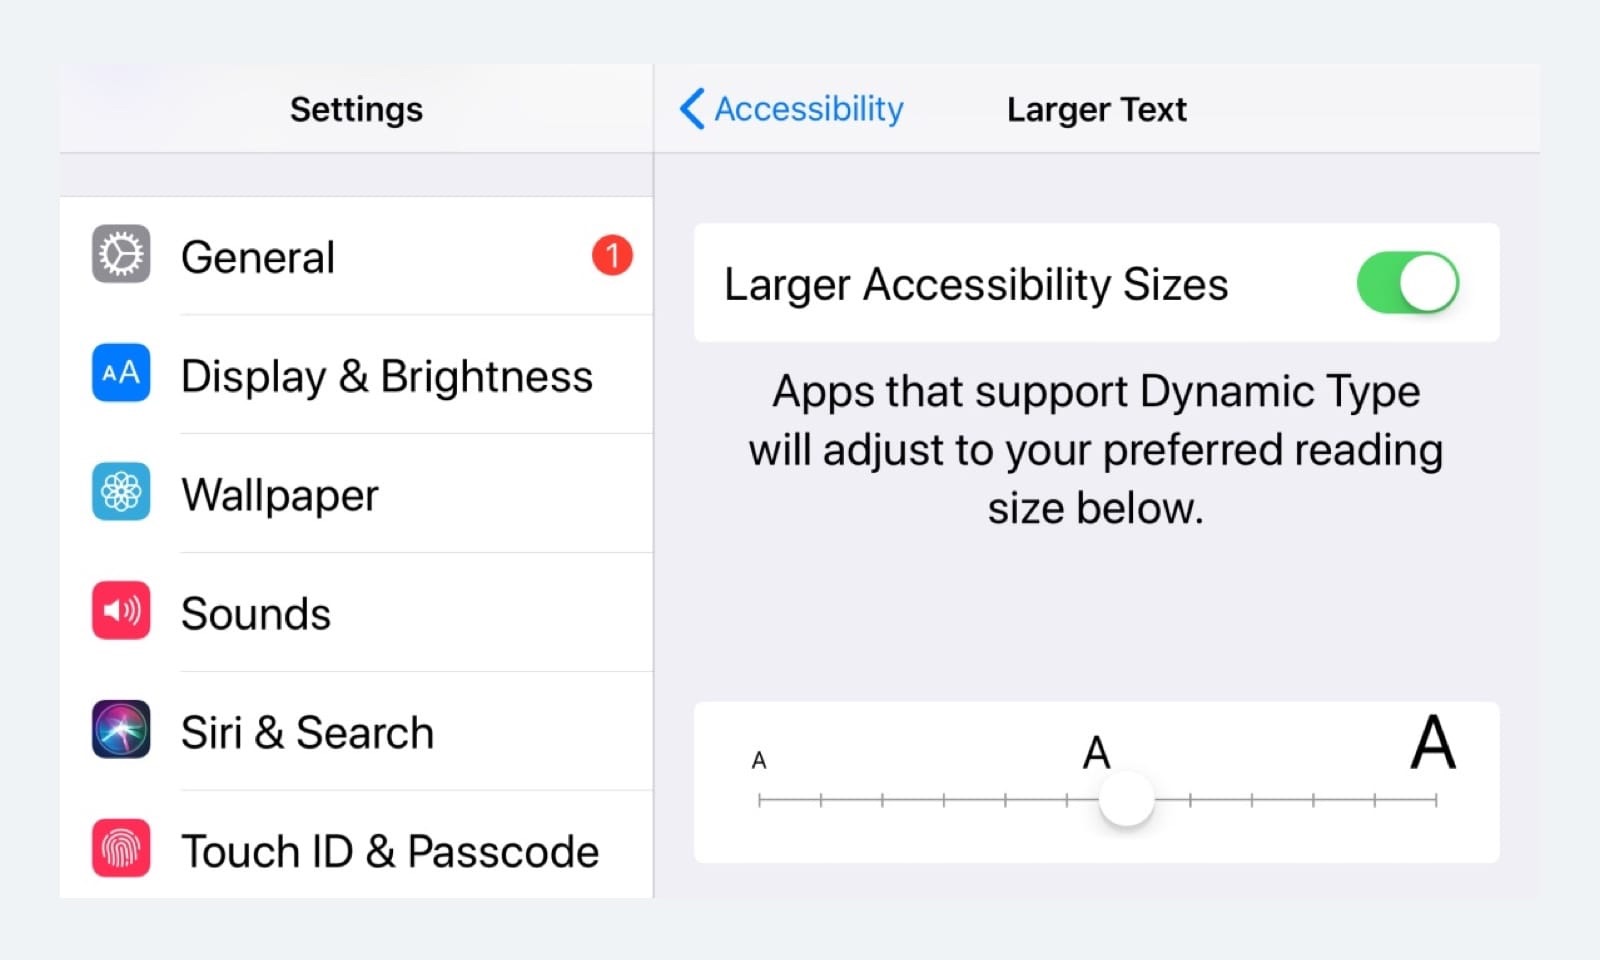 Settings
General
1
AA
Display & Brightness
Wallpaper
Sounds
Siri & Search
Touch ID & Passcode
Accessibility
Larger Text
Larger Accessibility Sizes
Apps that support Dynamic Type
will adjust to your preferred reading
size below.
A A A